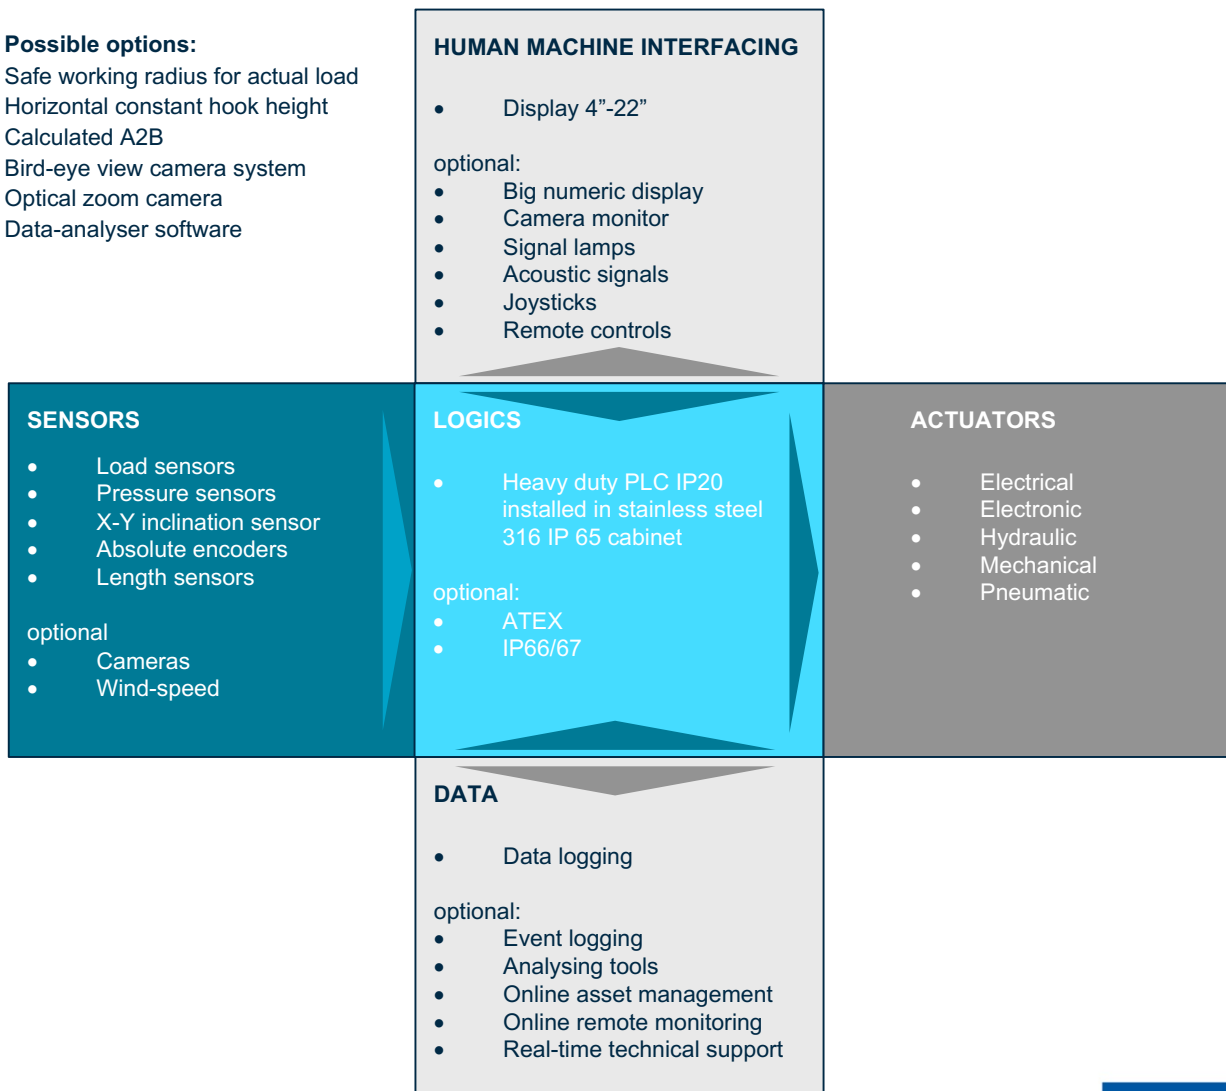 Possible options:
Safe working radius for actual load
Horizontal constant hook height
Calculated A2B
Bird-eye view camera system
Optical zoom camera
Data-analyser software
HUMAN MACHINE INTERFACING
• Display 4”-22”
optional:
• Big numeric display
• Camera monitor
• Signal lamps
• Acoustic signals
• Joysticks
• Remote controls
SENSORS
• Load sensors
• Pressure sensors
• X-Y inclination sensor
• Absolute encoders
• Length sensors
optional
• Cameras
• Wind-speed
LOGICS
• Heavy duty PLC IP20
installed in stainless steel
316 IP 65 cabinet
optional:
• ATEX
• IP66/67
ACTUATORS
• Electrical
• Electronic
• Hydraulic
• Mechanical
• Pneumatic
DATA
• Data logging
optional:
• Event logging
• Analysing tools
• Online asset management
• Online remote monitoring
• Real-time technical support